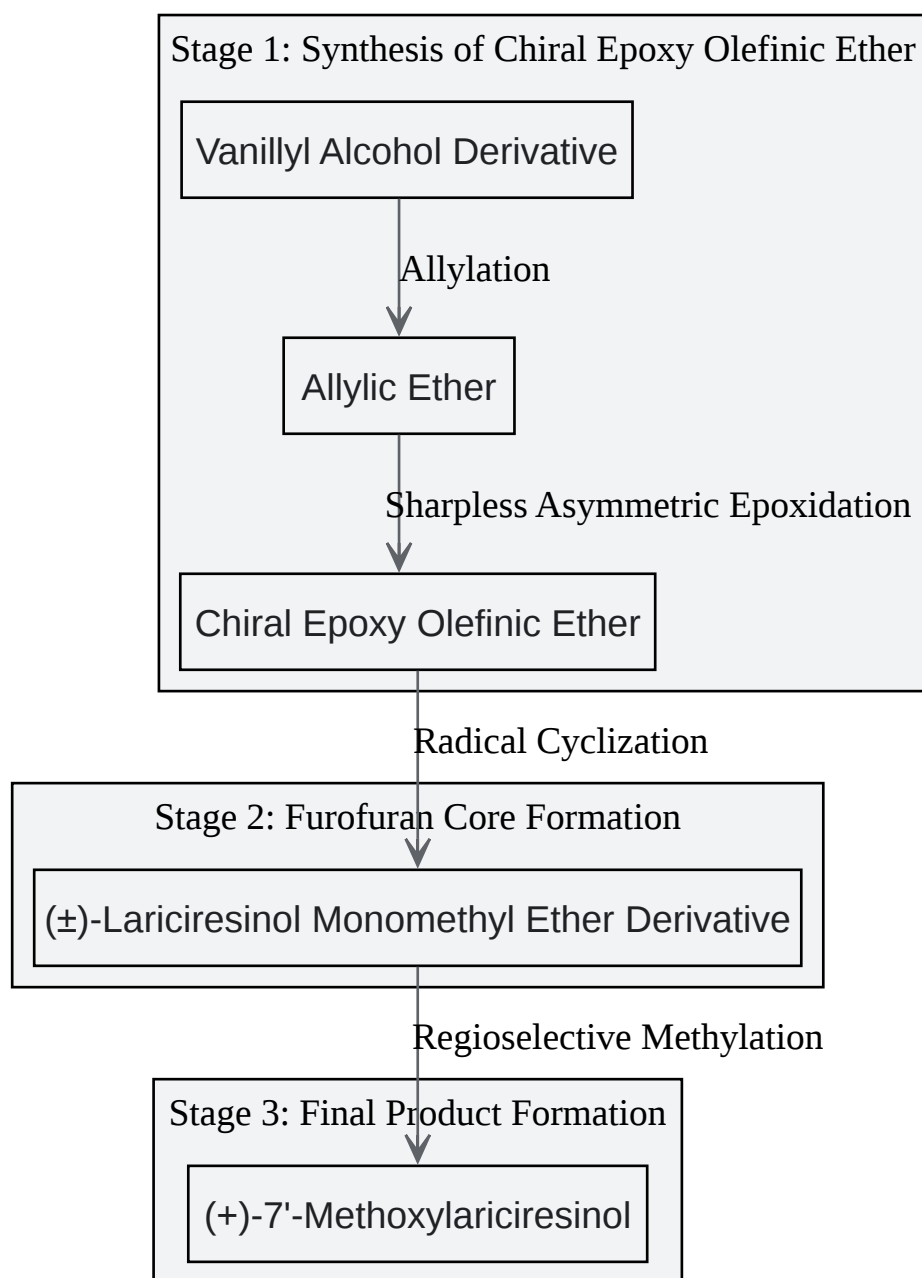 Stage 1: Synthesis of Chiral Epoxy Olefinic Ether
Vanillyl Alcohol Derivative
Allylation
Allylic Ether
Sharpless Asymmetric Epoxidation
Chiral Epoxy Olefinic Ether
Radical Cyclization
Stage 2: Furofuran Core Formation
(±)-Lariciresinol Monomethyl Ether Derivative
Regioselective Methylation
Stage 3: Final Product Formation
(+)-7'-Methoxylariciresinol